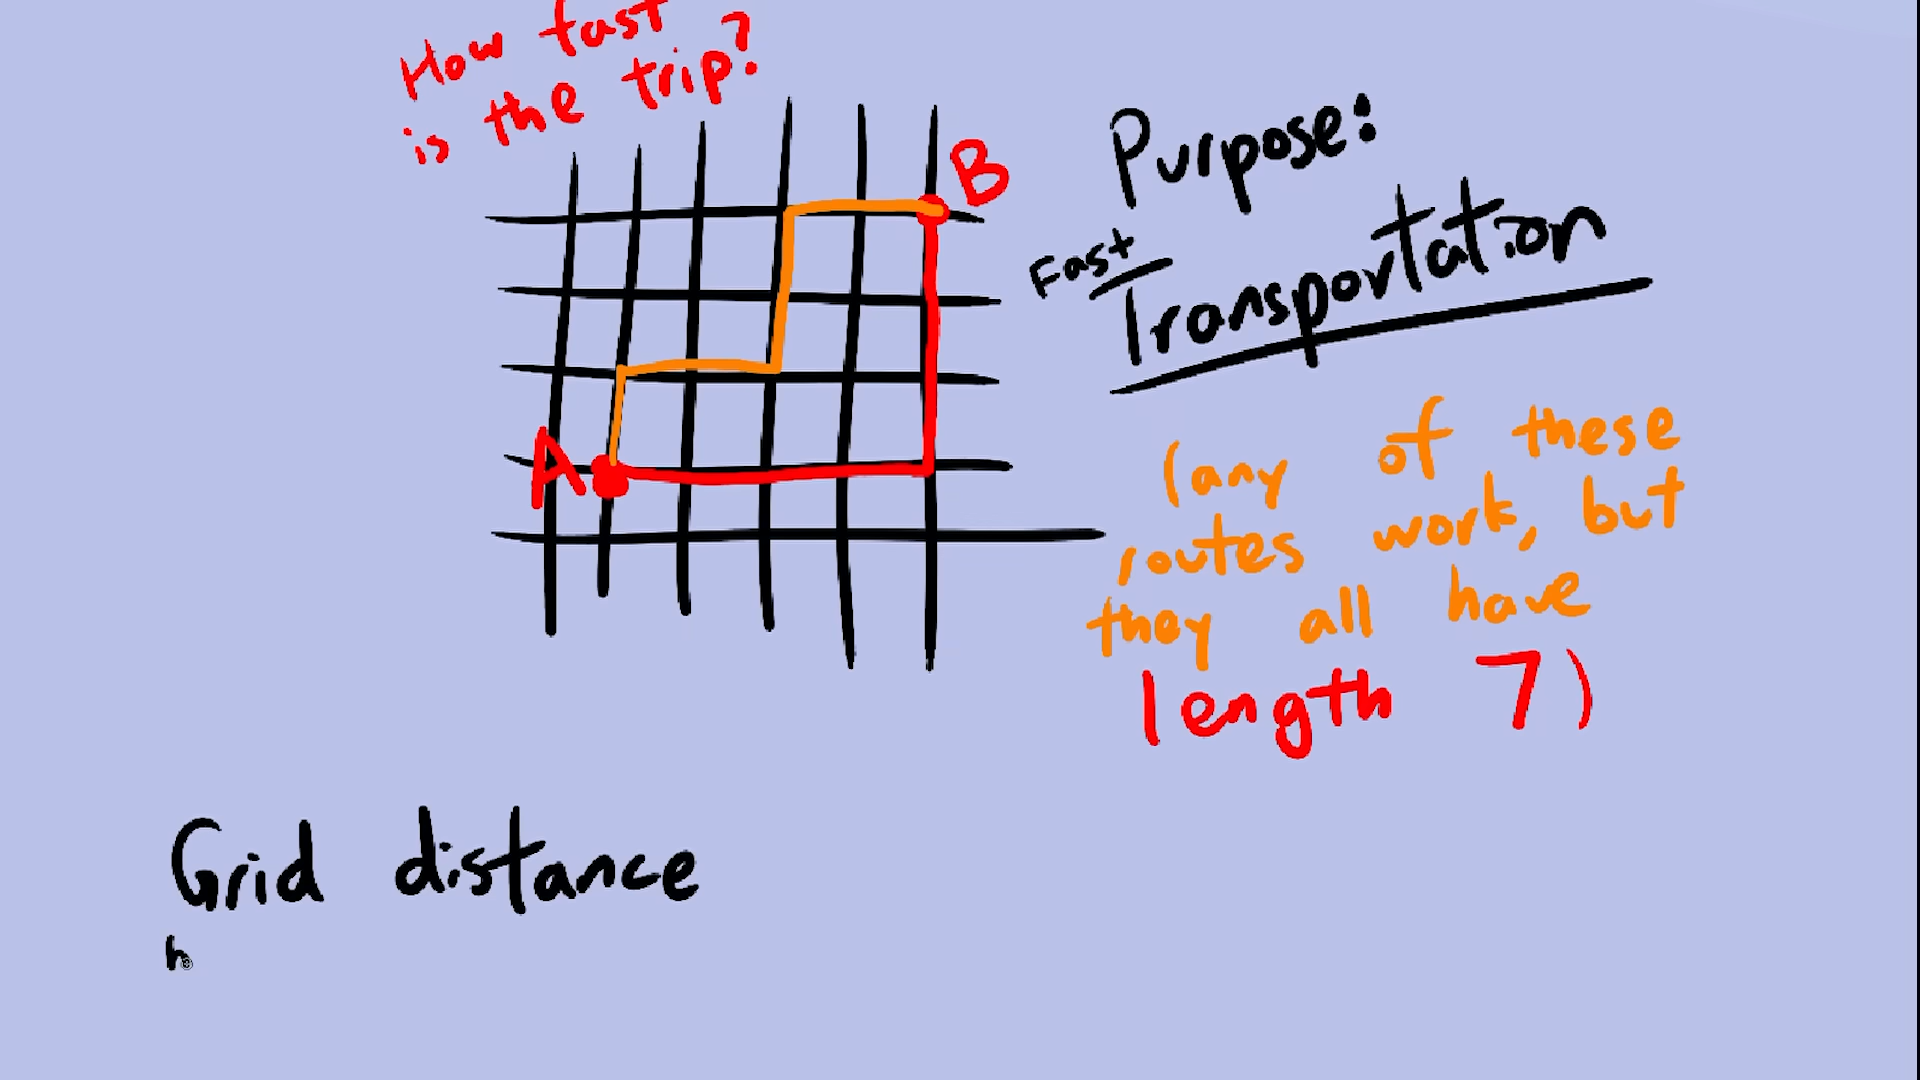 How fast
is the trip?
B
A
Purpose:
Fast
Transportation
(any of these
routes work, but
they all have
length 7)
Grid distance
h